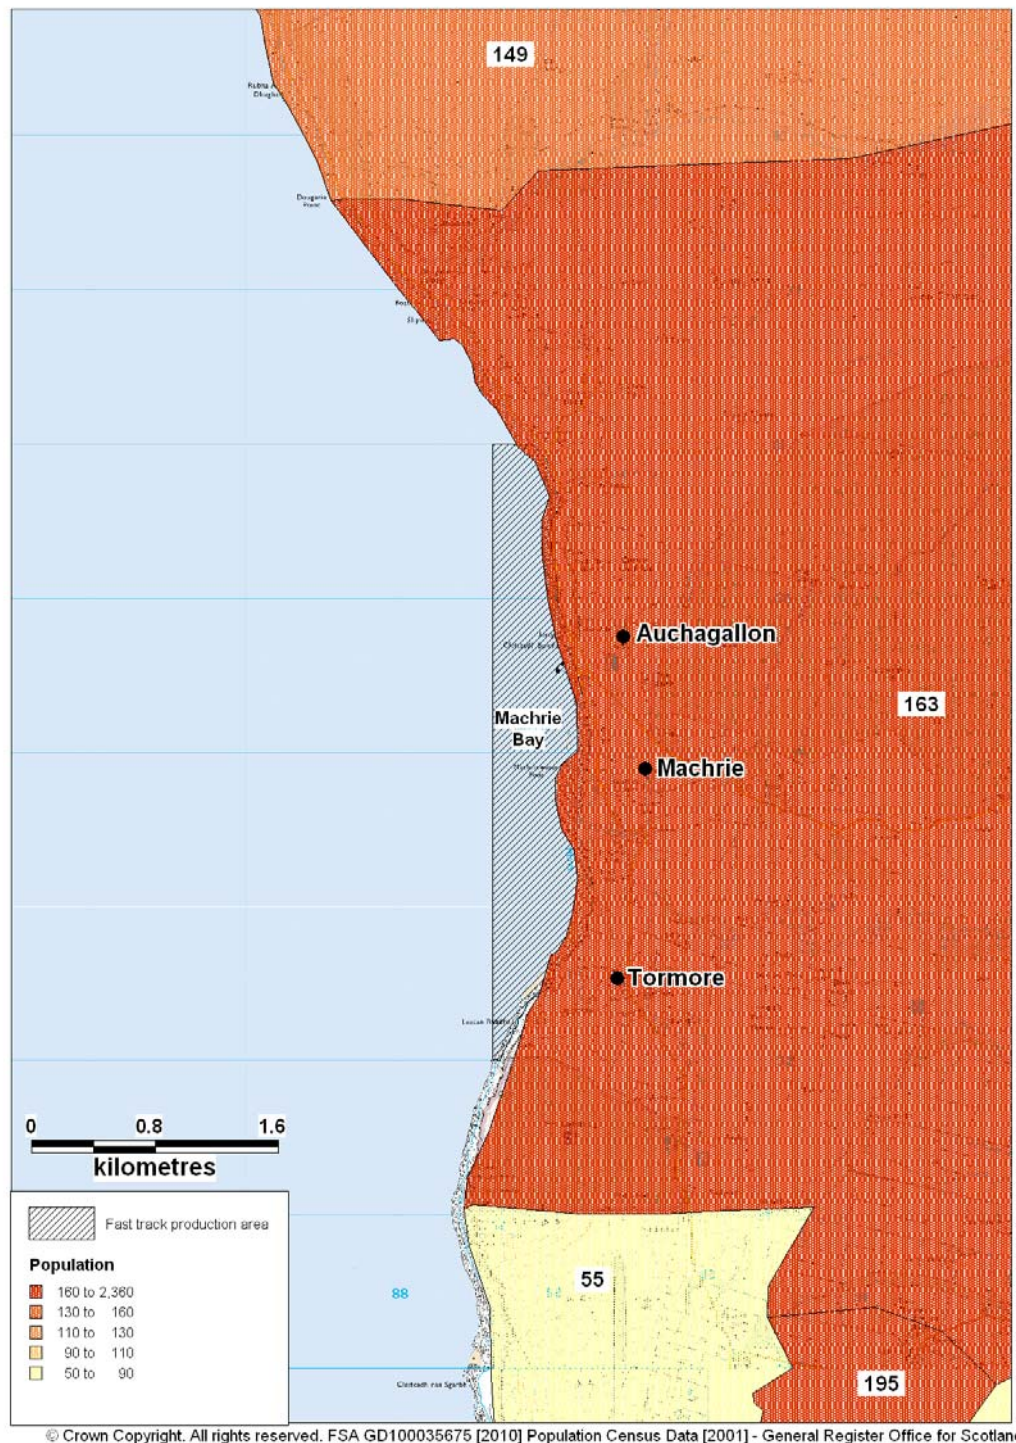 149
Auchagallon
163
Machrie
Bay
Machrie
Tormore
0 0.8 1.6
kilometres
Fast track production area
Population
160 to 2,360
130 to 160
110 to 130
90 to 110
50 to 90
88
55
195
© Crown Copyright. All rights reserved. FSA GD100035675 [2010] Population Census Data [2001] - General Register Office for Scotlan